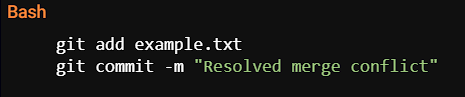 Bash
git add example.txt
git commit -m "Resolved merge conflict"